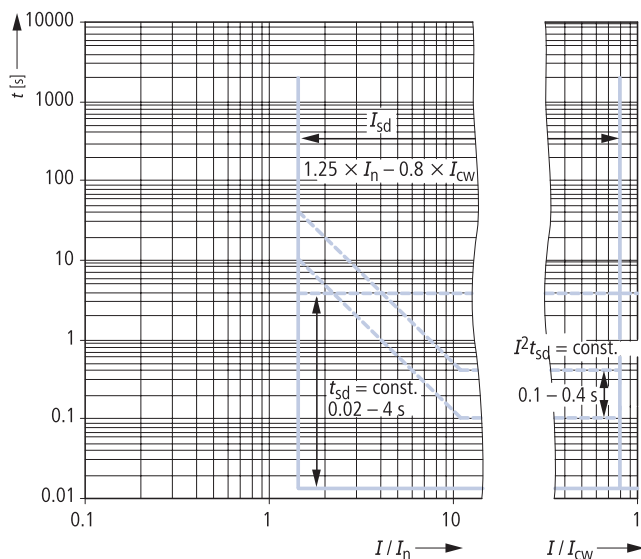 t [s]
10000
1000
100
10
1
0.1
0.01
I_sd
1.25 × I_n – 0.8 × I_cw
t_sd = const.
0.02 – 4 s
I²t_sd = const.
0.1 – 0.4 s
0.1 1 10 1
I / I_n I / I_cw